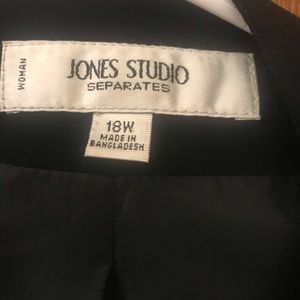 WOMAN
JONES STUDIO
SEPARATES
18W
MADE IN
BANGLADESH